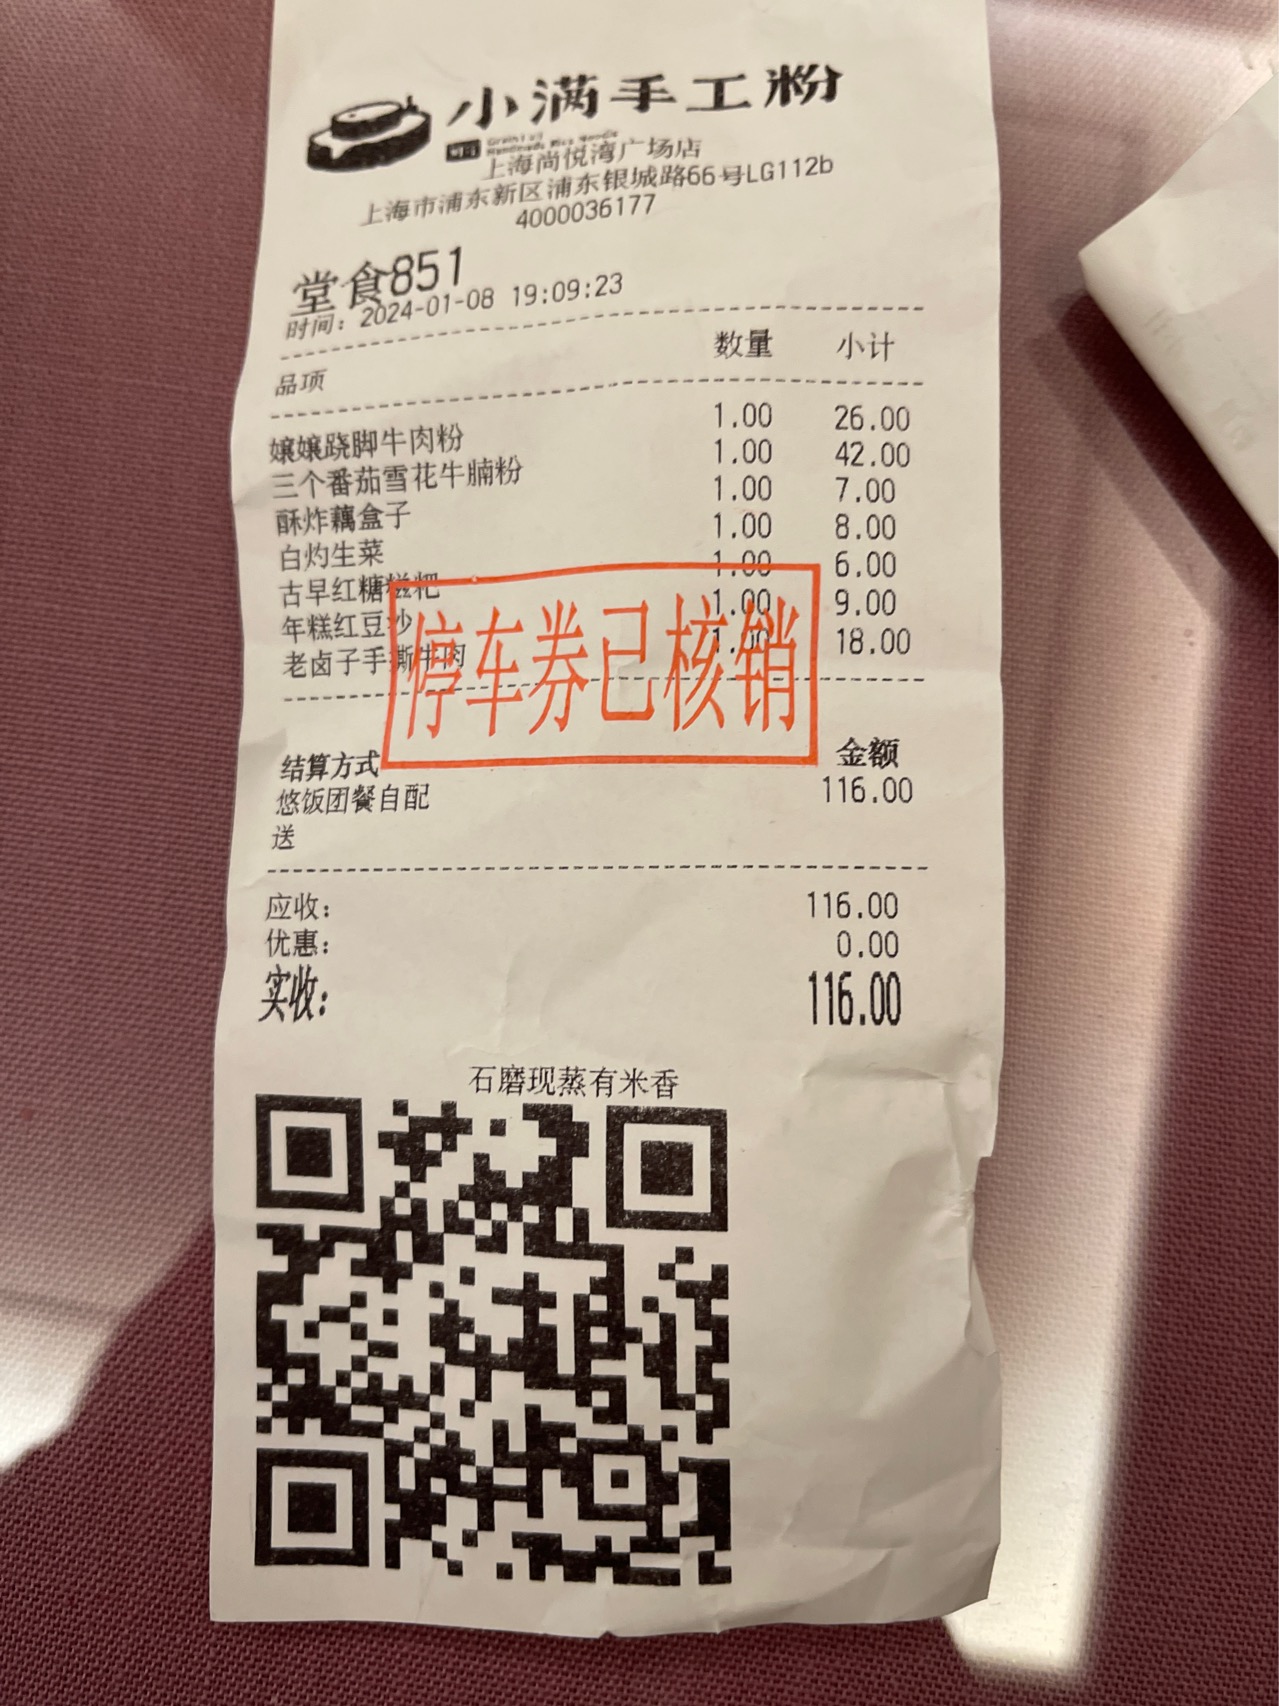 小满手工粉
上海尚悦湾广场店
上海市浦东新区浦东银城路66号LG112b
4000036177
堂食851
时间：2024-01-08 19:09:23
品项 数量 小计
嬢嬢跷脚牛肉粉 1.00 26.00
三个番茄雪花牛腩粉 1.00 42.00
酥炸藕盒子 1.00 7.00
白灼生菜 1.00 8.00
古早红糖糍粑 1.00 6.00
年糕红豆沙 1.00 9.00
老卤子手撕牛肉 1.00 18.00
停车券已核销
结算方式 金额
悠饭团餐自配 116.00
送
应收： 116.00
优惠： 0.00
实收： 116.00
石磨现蒸有米香